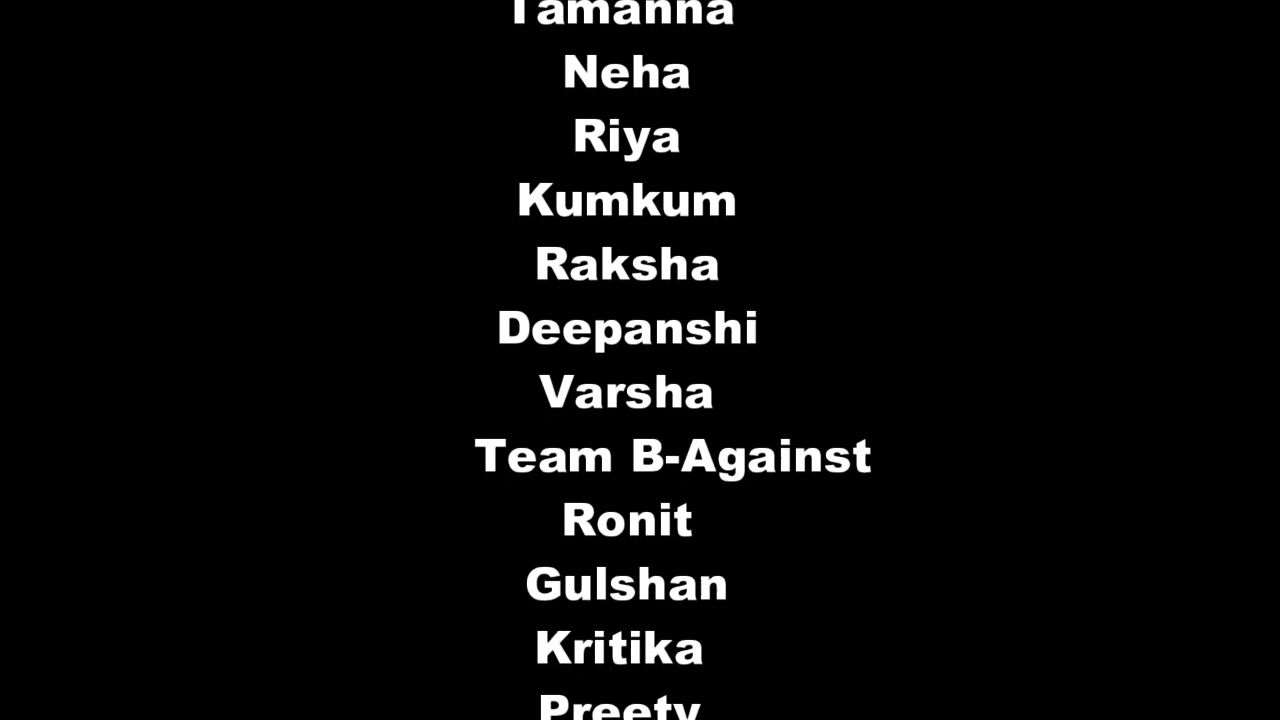 Tamanna
Neha
Riya
Kumkum
Raksha
Deepanshi
Varsha
Team B-Against
Ronit
Gulshan
Kritika
Preety